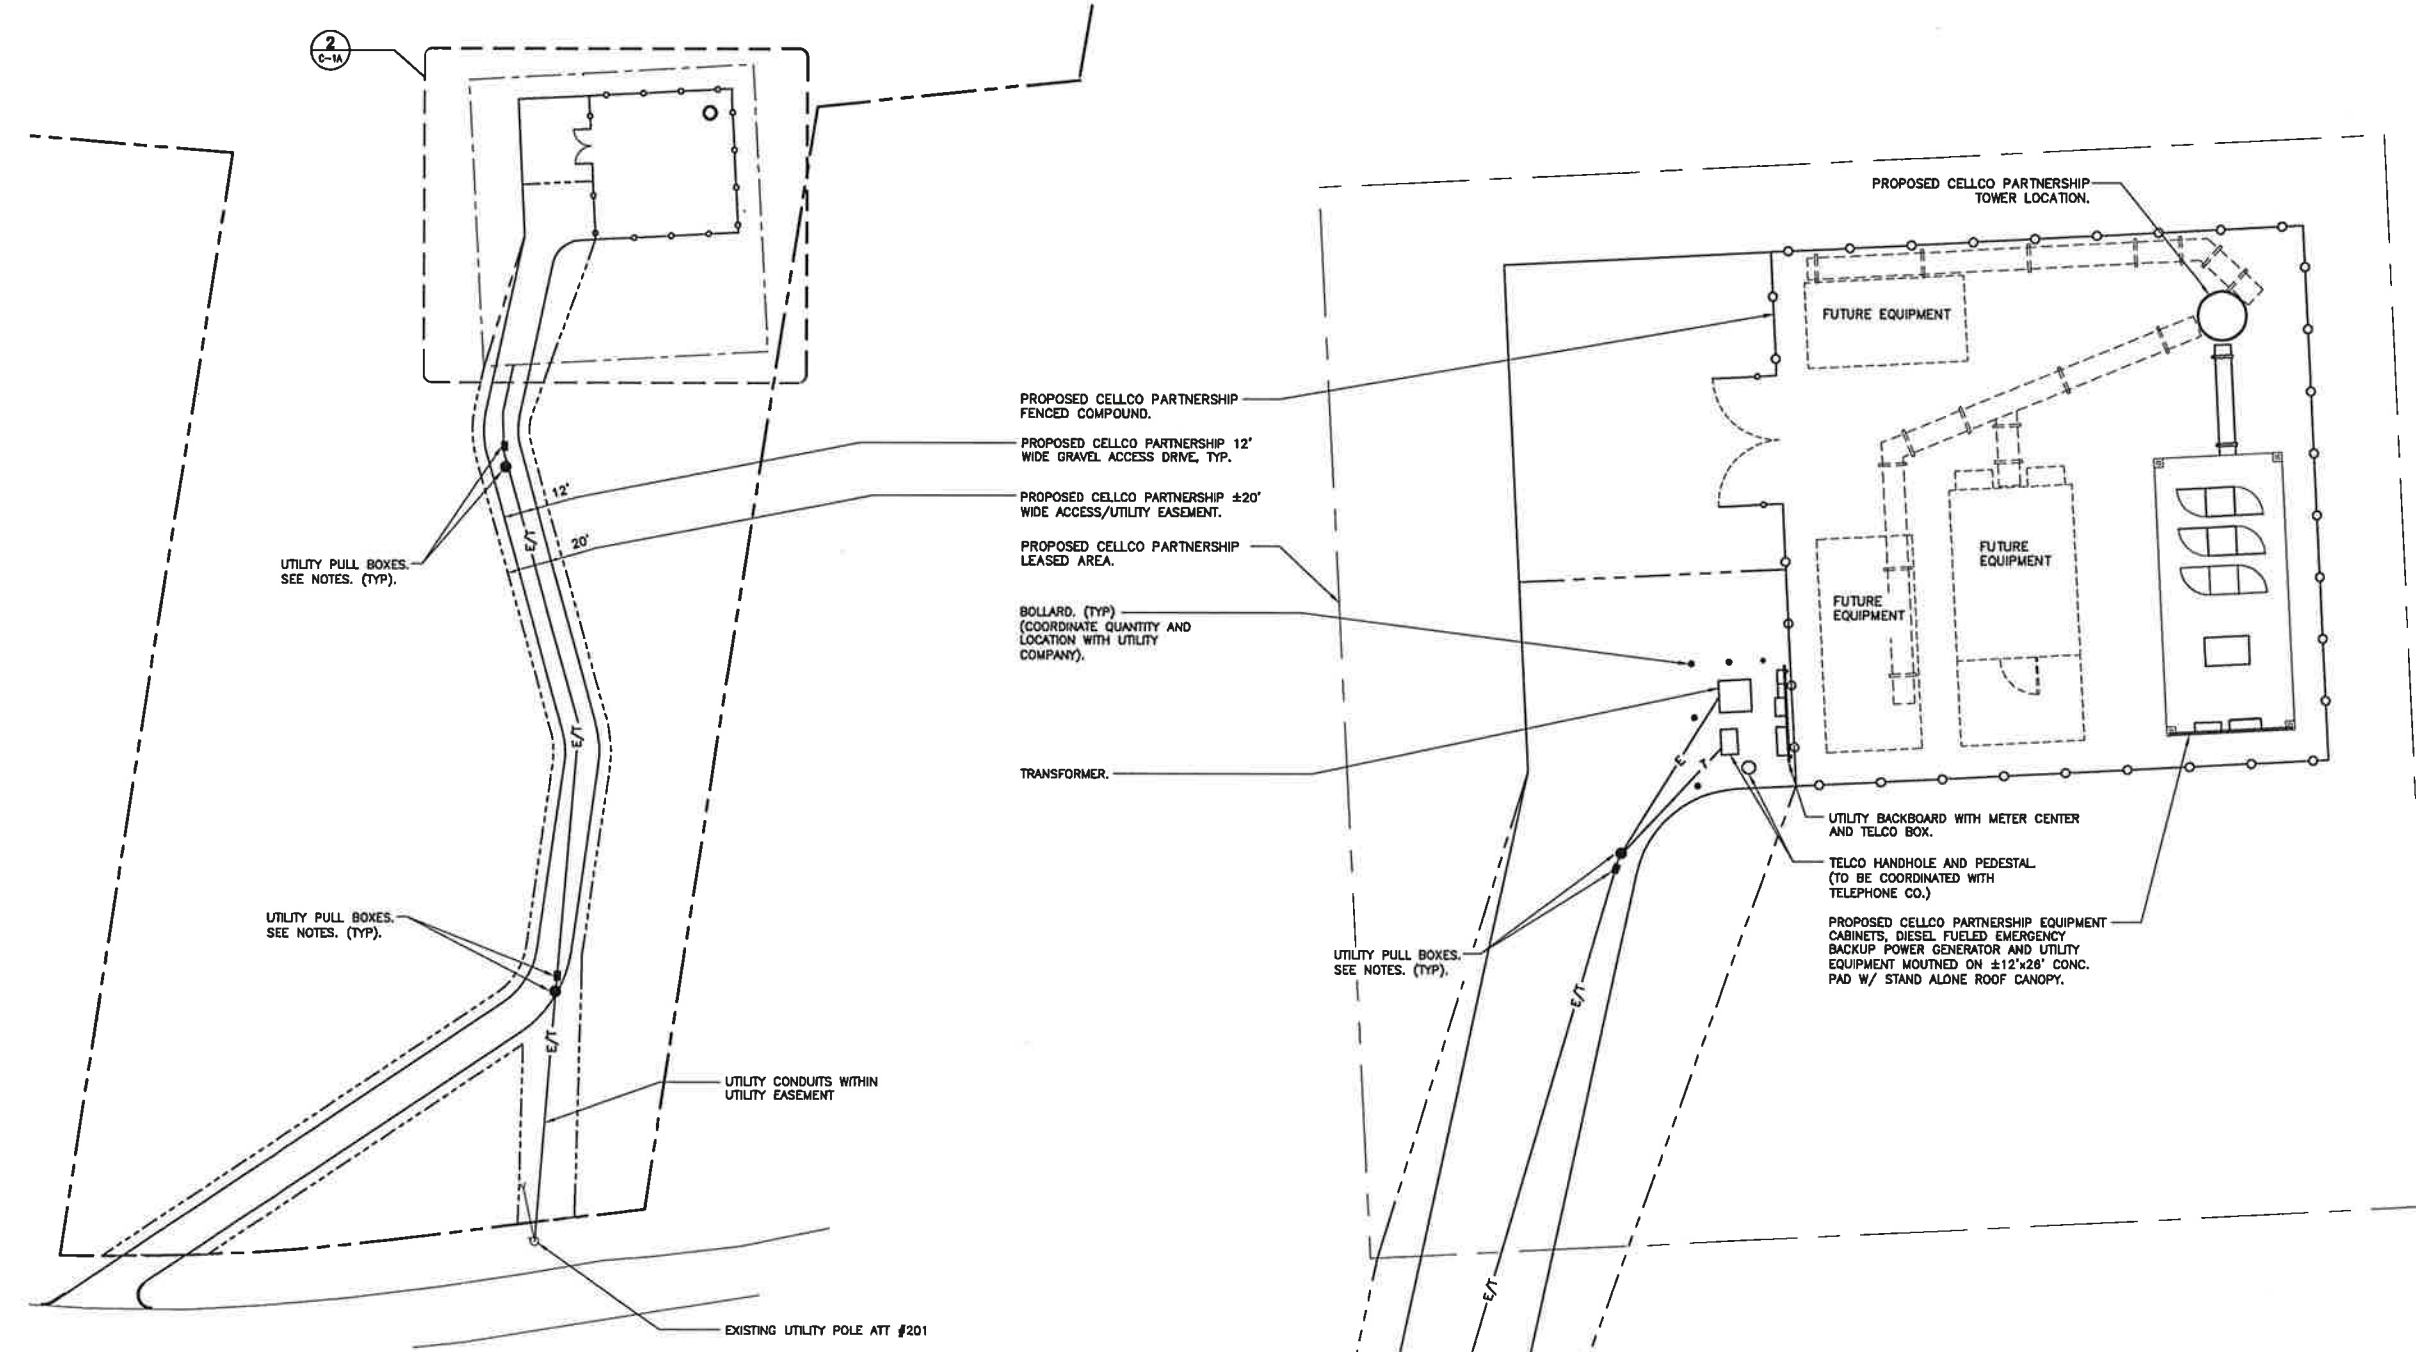 2
C-1A
PROPOSED CELLCO PARTNERSHIP
TOWER LOCATION.
FUTURE EQUIPMENT
PROPOSED CELLCO PARTNERSHIP
FENCED COMPOUND.
PROPOSED CELLCO PARTNERSHIP 12'
WIDE GRAVEL ACCESS DRIVE, TYP.
12'
PROPOSED CELLCO PARTNERSHIP ±20'
WIDE ACCESS/UTILITY EASEMENT.
20'
E/T
PROPOSED CELLCO PARTNERSHIP
LEASED AREA.
UTILITY PULL BOXES.
SEE NOTES. (TYP).
FUTURE
EQUIPMENT
FUTURE
EQUIPMENT
BOLLARD. (TYP)
(COORDINATE QUANTITY AND
LOCATION WITH UTILITY
COMPANY).
E/T
TRANSFORMER.
E
T
UTILITY BACKBOARD WITH METER CENTER
AND TELCO BOX.
TELCO HANDHOLE AND PEDESTAL
(TO BE COORDINATED WITH
TELEPHONE CO.)
PROPOSED CELLCO PARTNERSHIP EQUIPMENT
CABINETS, DIESEL FUELED EMERGENCY
BACKUP POWER GENERATOR AND UTILITY
EQUIPMENT MOUTNED ON ±12'x26' CONC.
PAD W/ STAND ALONE ROOF CANOPY.
UTILITY PULL BOXES.
SEE NOTES. (TYP).
UTILITY PULL BOXES.
SEE NOTES. (TYP).
E/T
E/T
UTILITY CONDUITS WITHIN
UTILITY EASEMENT
E/T
EXISTING UTILITY POLE ATT #201